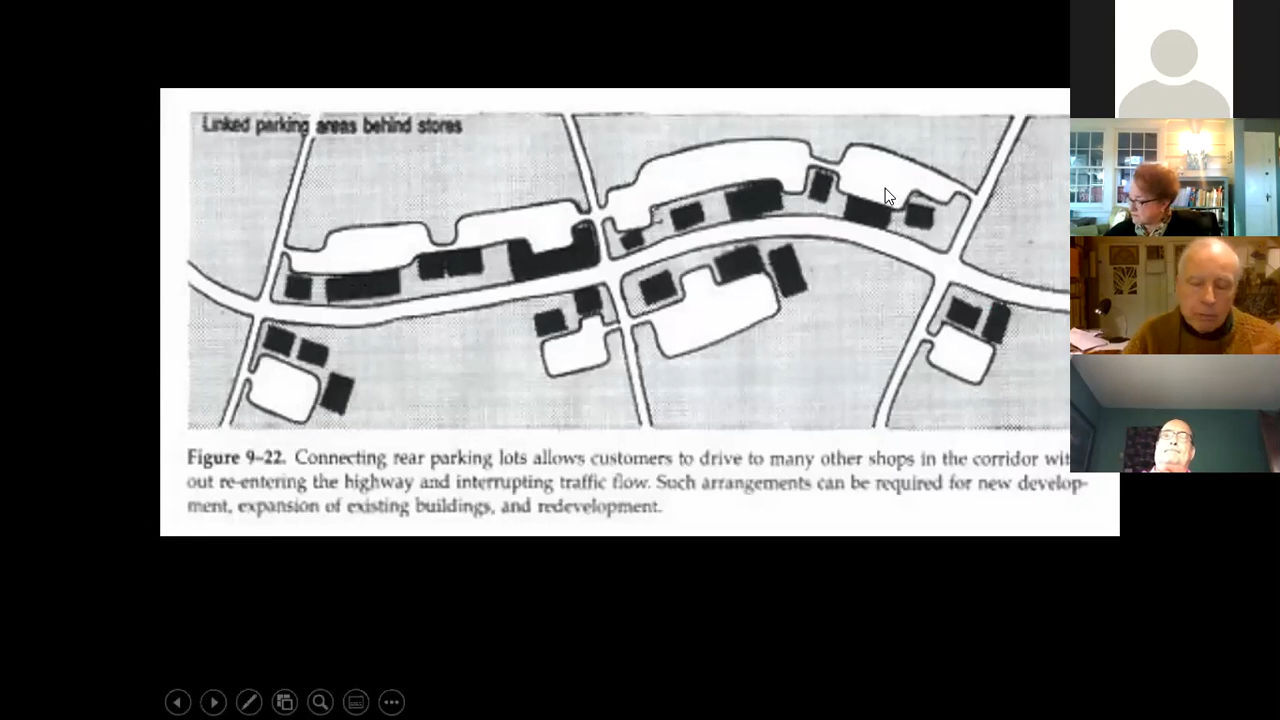 Linked parking areas behind stores
Figure 9–22. Connecting rear parking lots allows customers to drive to many other shops in the corridor wit
out re-entering the highway and interrupting traffic flow. Such arrangements can be required for new develop-
ment, expansion of existing buildings, and redevelopment.